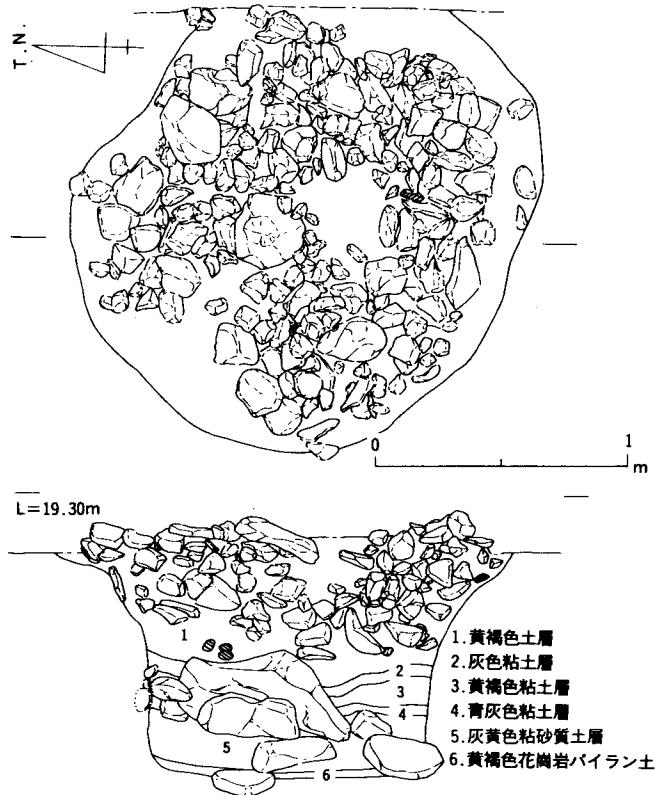 T.N.
0 1
m
L=19.30m
1
2
3
4
5
6
1.黄褐色土層
2.灰色粘土層
3.黄褐色粘土層
4.青灰色粘土層
5.灰黄色粘砂質土層
6.黄褐色花崗岩バイラン土